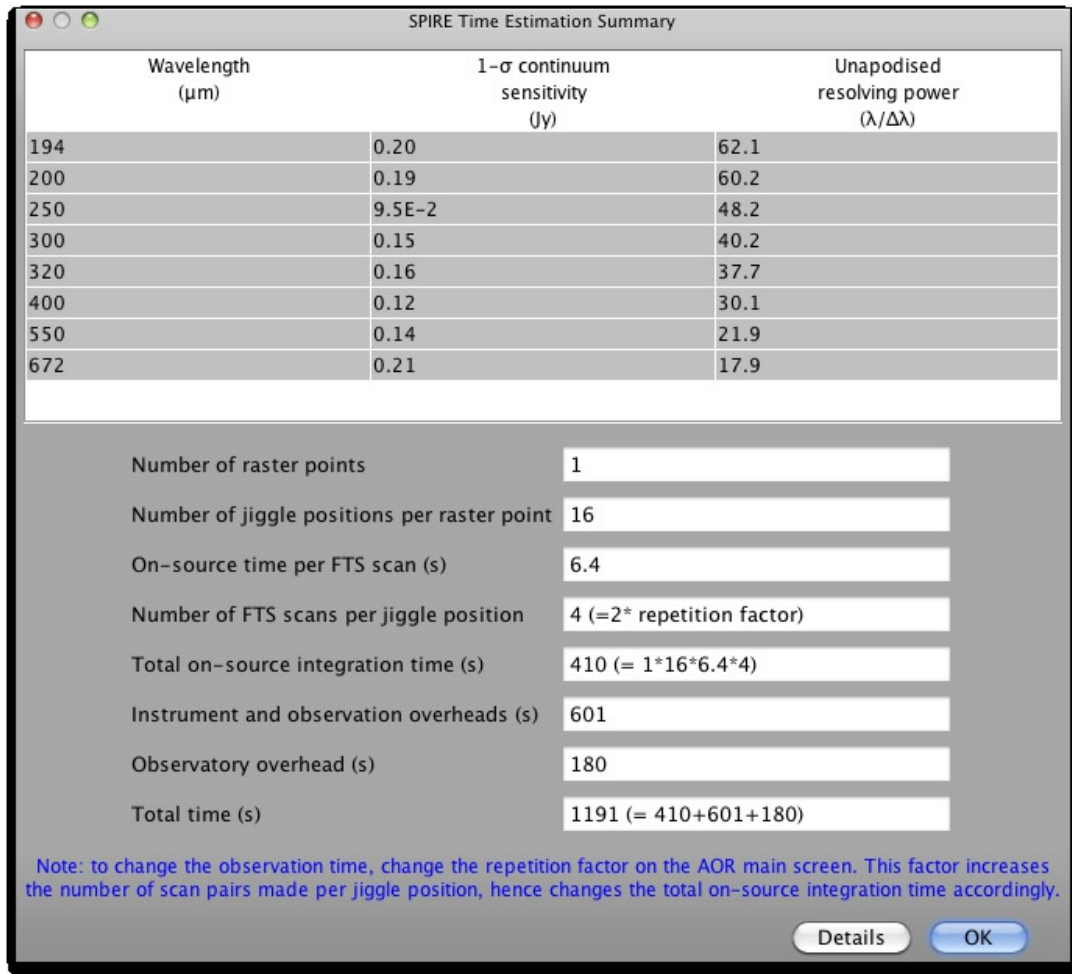 SPIRE Time Estimation Summary
Wavelength (μm) 1-σ continuum sensitivity (Jy) Unapodised resolving power (λ/Δλ)
194 0.20 62.1
200 0.19 60.2
250 9.5E-2 48.2
300 0.15 40.2
320 0.16 37.7
400 0.12 30.1
550 0.14 21.9
672 0.21 17.9
Number of raster points 1
Number of jiggle positions per raster point 16
On-source time per FTS scan (s) 6.4
Number of FTS scans per jiggle position 4 (=2* repetition factor)
Total on-source integration time (s) 410 (= 1*16*6.4*4)
Instrument and observation overheads (s) 601
Observatory overhead (s) 180
Total time (s) 1191 (= 410+601+180)
Note: to change the observation time, change the repetition factor on the AOR main screen. This factor increases
the number of scan pairs made per jiggle position, hence changes the total on-source integration time accordingly.
Details OK